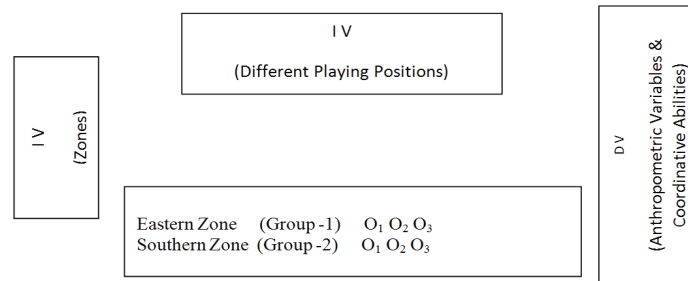 I V
(Different Playing Positions)
I V
(Zones)
D V
(Anthropometric Variables &
Coordinative Abilities)
Eastern Zone (Group -1) O₁ O₂ O₃
Southern Zone (Group -2) O₁ O₂ O₃